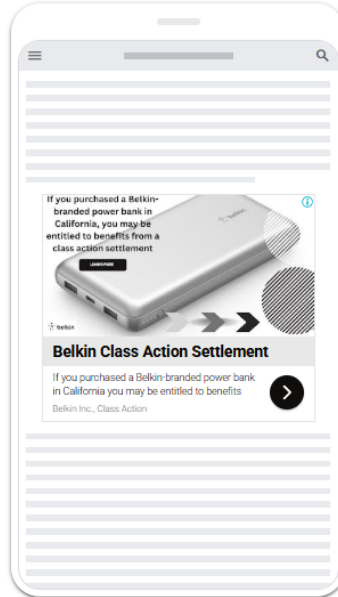 If you purchased a Belkin-
branded power bank in
California, you may be
entitled to benefits from a
class action settlement
LEARN MORE
belkin
belkin
Belkin Class Action Settlement
If you purchased a Belkin-branded power bank
in California you may be entitled to benefits
Belkin Inc., Class Action